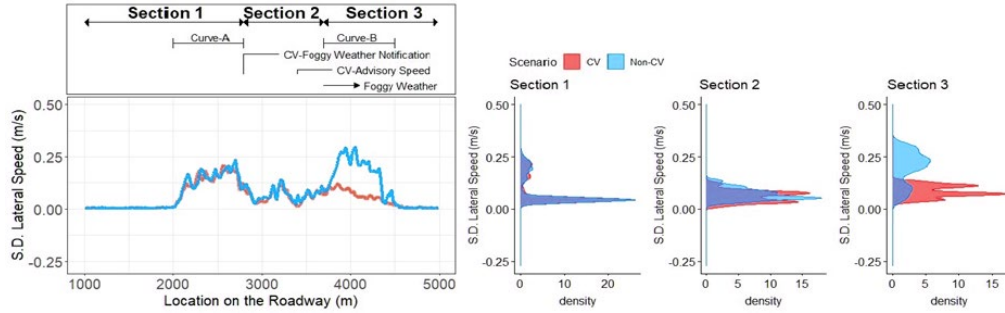 Section 1 Section 2 Section 3
Curve-A Curve-B
CV-Foggy Weather Notification
CV-Advisory Speed
Foggy Weather
S.D. Lateral Speed (m/s)
0.50
0.25
0.00
-0.25
1000 2000 3000 4000 5000
Location on the Roadway (m)
Scenario CV Non-CV
Section 1
S.D. Lateral Speed (m/s)
0.50
0.25
0.00
-0.25
0 10 20
density
Section 2
S.D. Lateral Speed (m/s)
0.50
0.25
0.00
-0.25
0 5 10 15
density
Section 3
S.D. Lateral Speed (m/s)
0.50
0.25
0.00
-0.25
0 5 10 15
density